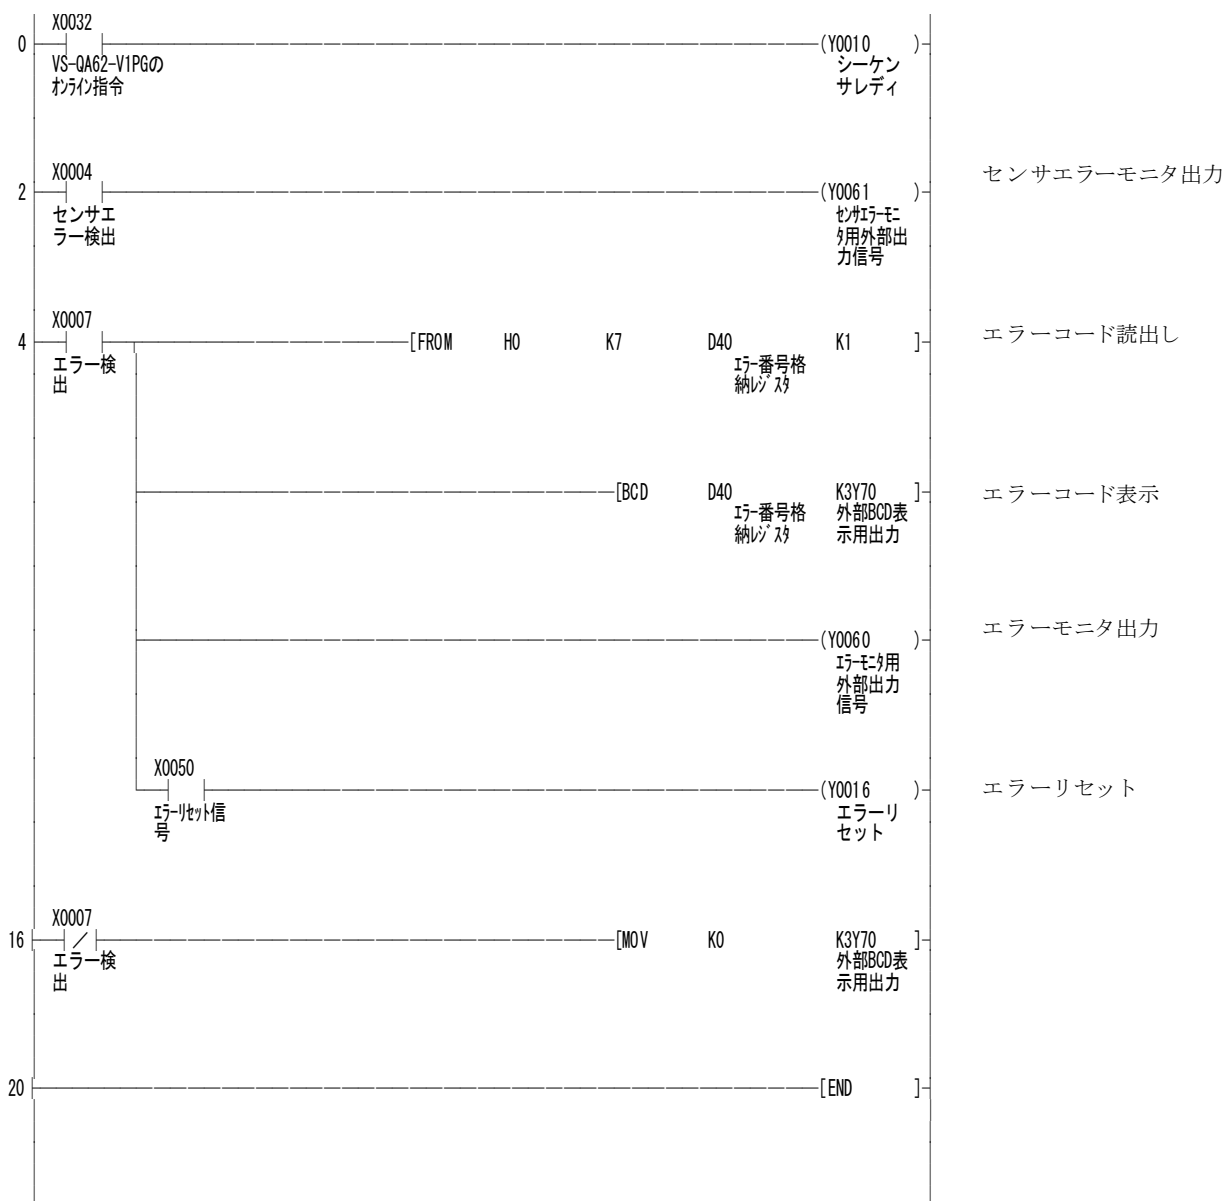 X0032
0 (Y0010 )
VS-QA62-V1PGの シーケン
オンライン指令 サレディ
X0004 センサエラーモニタ出力
2 (Y0061 )
センサエ センサエラーモニ
ラー検出 タ用外部出
力信号
X0007 エラーコード読出し
4 [FROM H0 K7 D40 K1 ]
エラー検 エラー番号格
出 納レジスタ
[BCD D40 K3Y70 ] エラーコード表示
エラー番号格 外部BCD表
納レジスタ 示用出力
エラーモニタ出力
(Y0060 )
エラーモニタ用
外部出力
信号
X0050
(Y0016 ) エラーリセット
エラーリセット信 エラーリ
号 セット
X0007
16 [MOV K0 K3Y70 ]
エラー検 外部BCD表
出 示用出力
20 [END ]